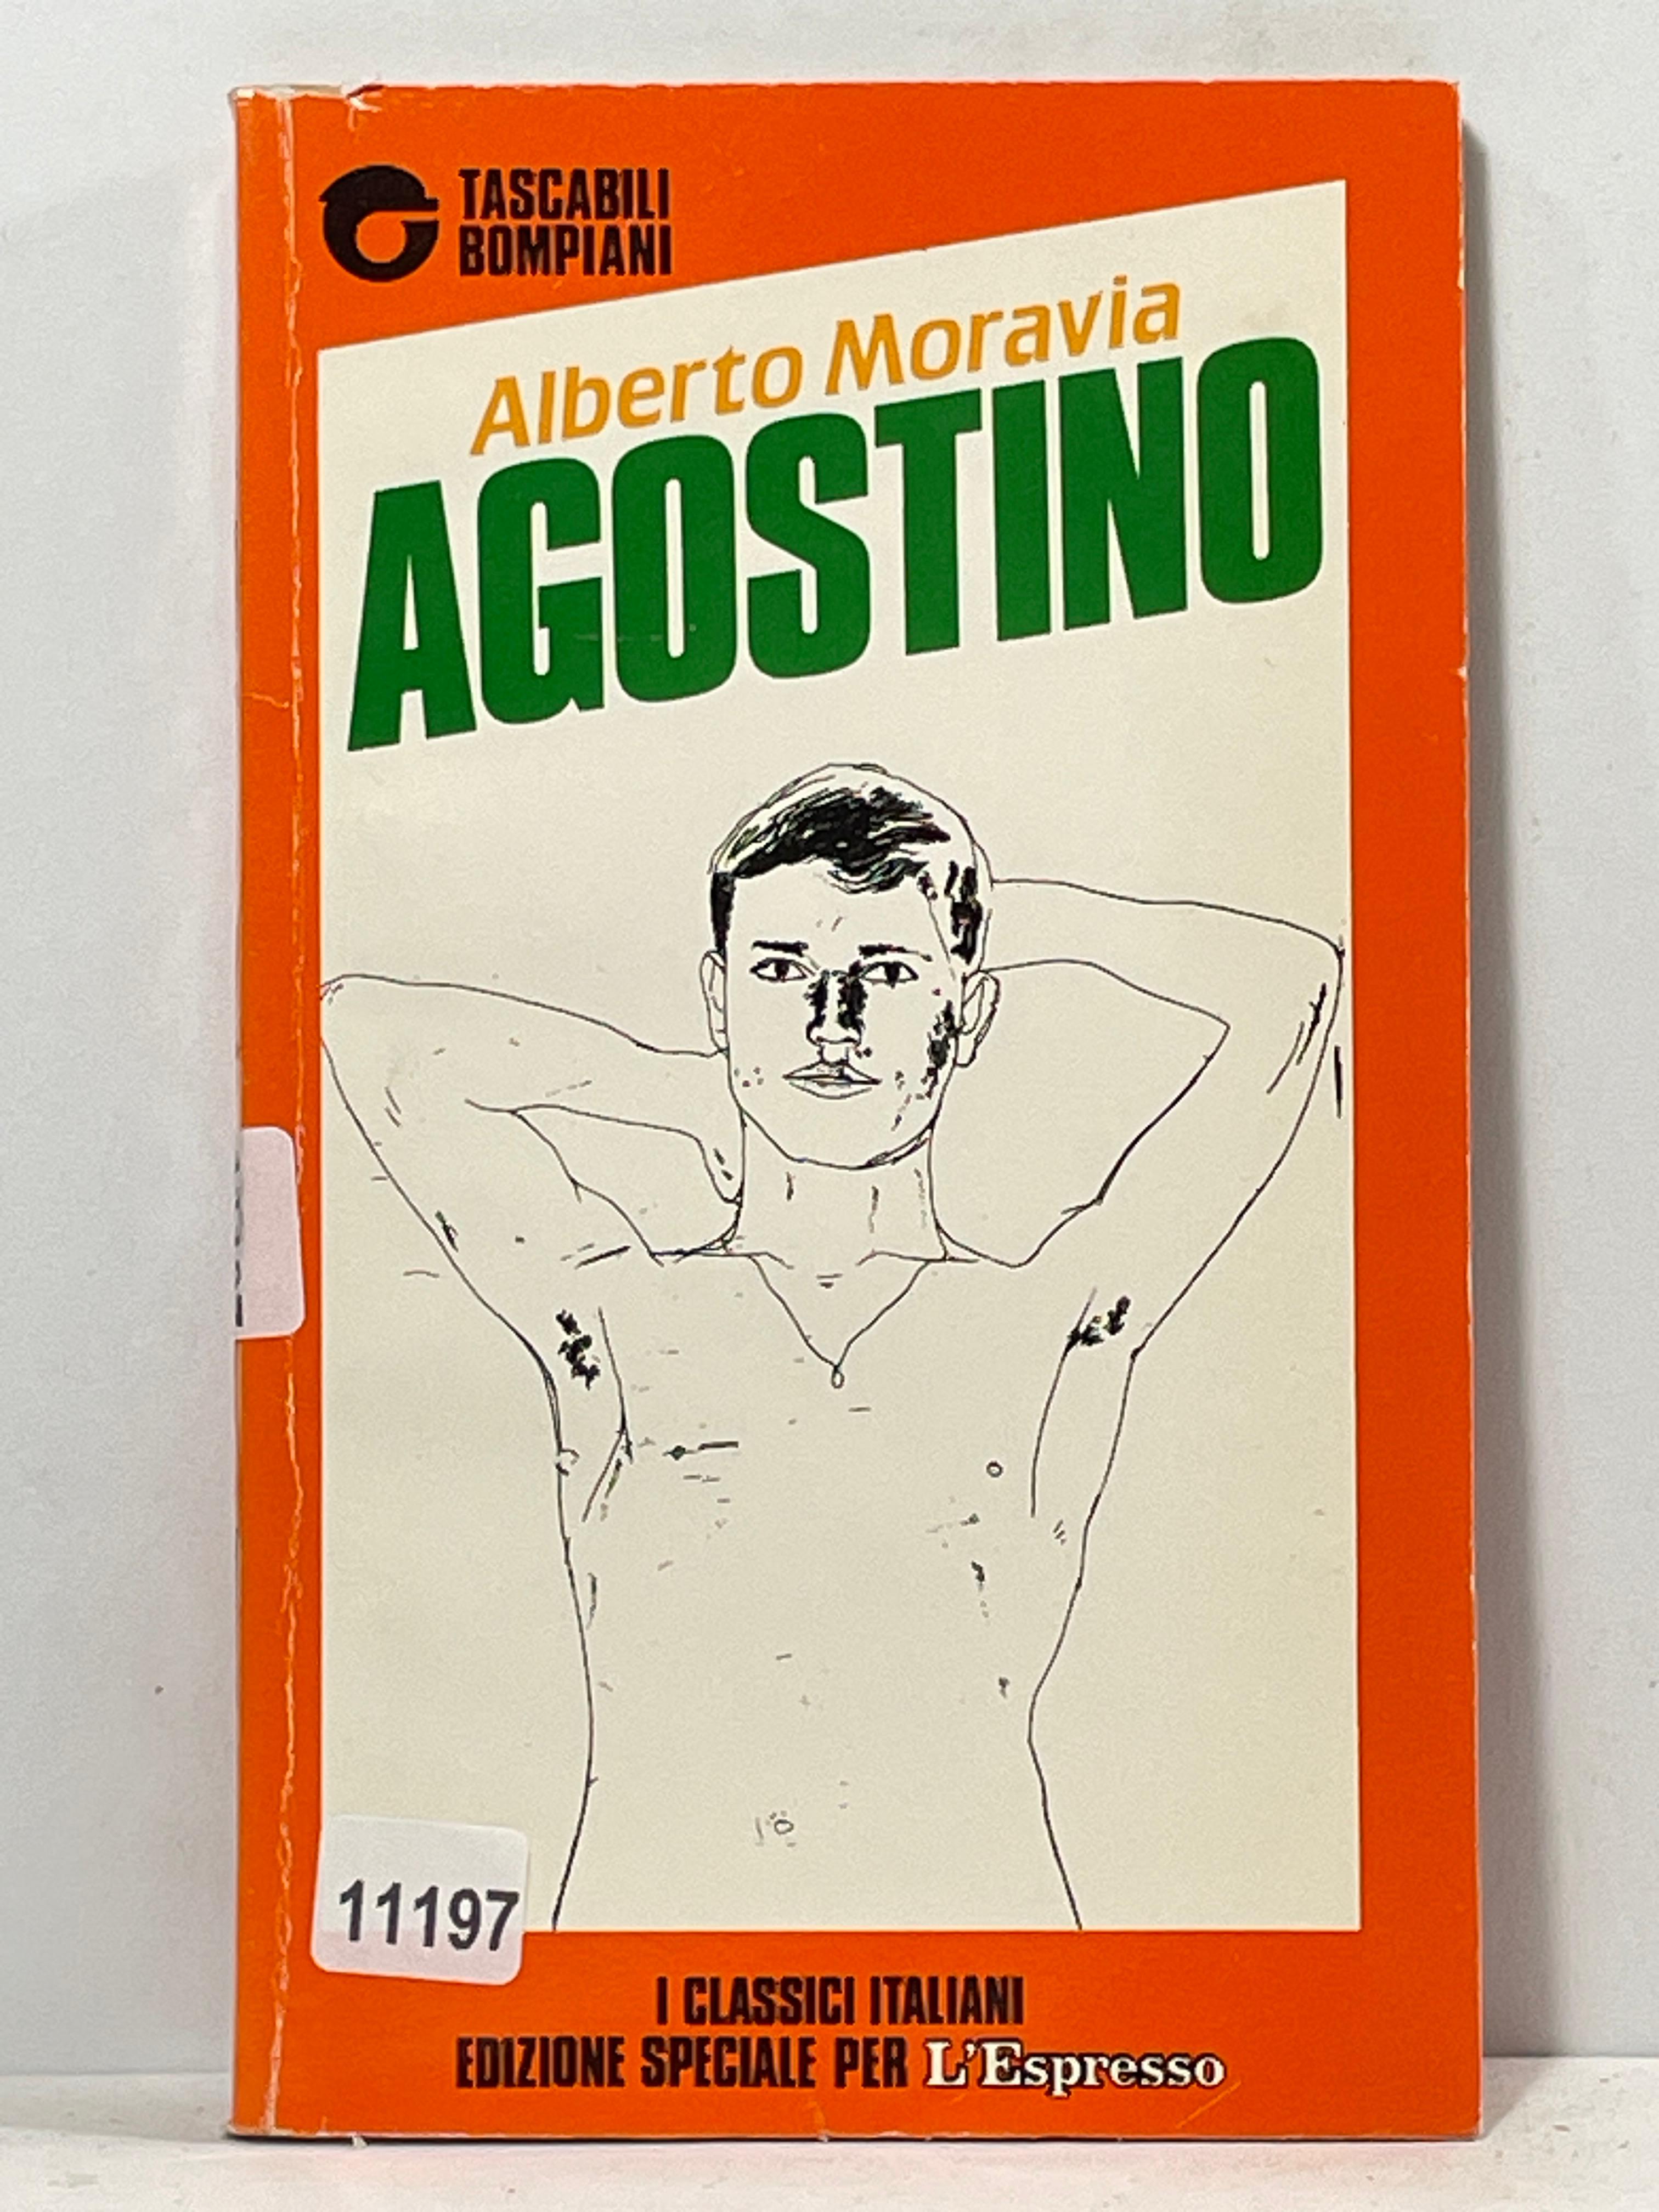 TASCABILI
BOMPIANI
Alberto Moravia
AGOSTINO
11197
I CLASSICI ITALIANI
EDIZIONE SPECIALE PER L'Espresso